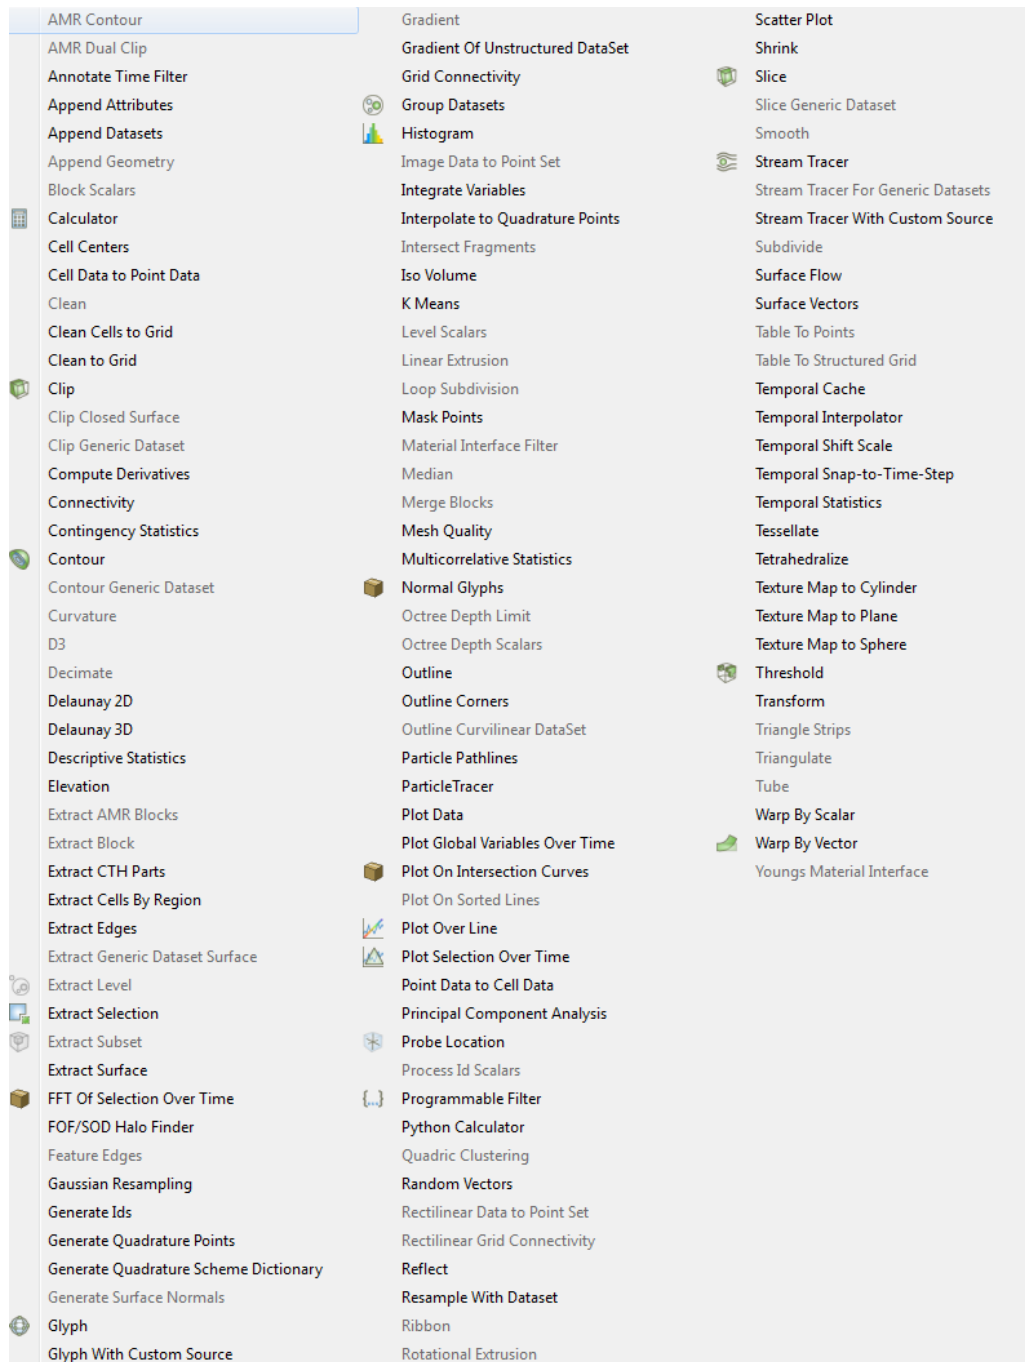 AMR Contour
AMR Dual Clip
Annotate Time Filter
Append Attributes
Append Datasets
Append Geometry
Block Scalars
Calculator
Cell Centers
Cell Data to Point Data
Clean
Clean Cells to Grid
Clean to Grid
Clip
Clip Closed Surface
Clip Generic Dataset
Compute Derivatives
Connectivity
Contingency Statistics
Contour
Contour Generic Dataset
Curvature
D3
Decimate
Delaunay 2D
Delaunay 3D
Descriptive Statistics
Elevation
Extract AMR Blocks
Extract Block
Extract CTH Parts
Extract Cells By Region
Extract Edges
Extract Generic Dataset Surface
Extract Level
Extract Selection
Extract Subset
Extract Surface
FFT Of Selection Over Time
FOF/SOD Halo Finder
Feature Edges
Gaussian Resampling
Generate Ids
Generate Quadrature Points
Generate Quadrature Scheme Dictionary
Generate Surface Normals
Glyph
Glyph With Custom Source
Gradient
Gradient Of Unstructured DataSet
Grid Connectivity
Group Datasets
Histogram
Image Data to Point Set
Integrate Variables
Interpolate to Quadrature Points
Intersect Fragments
Iso Volume
K Means
Level Scalars
Linear Extrusion
Loop Subdivision
Mask Points
Material Interface Filter
Median
Merge Blocks
Mesh Quality
Multicorrelative Statistics
Normal Glyphs
Octree Depth Limit
Octree Depth Scalars
Outline
Outline Corners
Outline Curvilinear DataSet
Particle Pathlines
ParticleTracer
Plot Data
Plot Global Variables Over Time
Plot On Intersection Curves
Plot On Sorted Lines
Plot Over Line
Plot Selection Over Time
Point Data to Cell Data
Principal Component Analysis
Probe Location
Process Id Scalars
{...} Programmable Filter
Python Calculator
Quadric Clustering
Random Vectors
Rectilinear Data to Point Set
Rectilinear Grid Connectivity
Reflect
Resample With Dataset
Ribbon
Rotational Extrusion
Scatter Plot
Shrink
Slice
Slice Generic Dataset
Smooth
Stream Tracer
Stream Tracer For Generic Datasets
Stream Tracer With Custom Source
Subdivide
Surface Flow
Surface Vectors
Table To Points
Table To Structured Grid
Temporal Cache
Temporal Interpolator
Temporal Shift Scale
Temporal Snap-to-Time-Step
Temporal Statistics
Tessellate
Tetrahedralize
Texture Map to Cylinder
Texture Map to Plane
Texture Map to Sphere
Threshold
Transform
Triangle Strips
Triangulate
Tube
Warp By Scalar
Warp By Vector
Youngs Material Interface